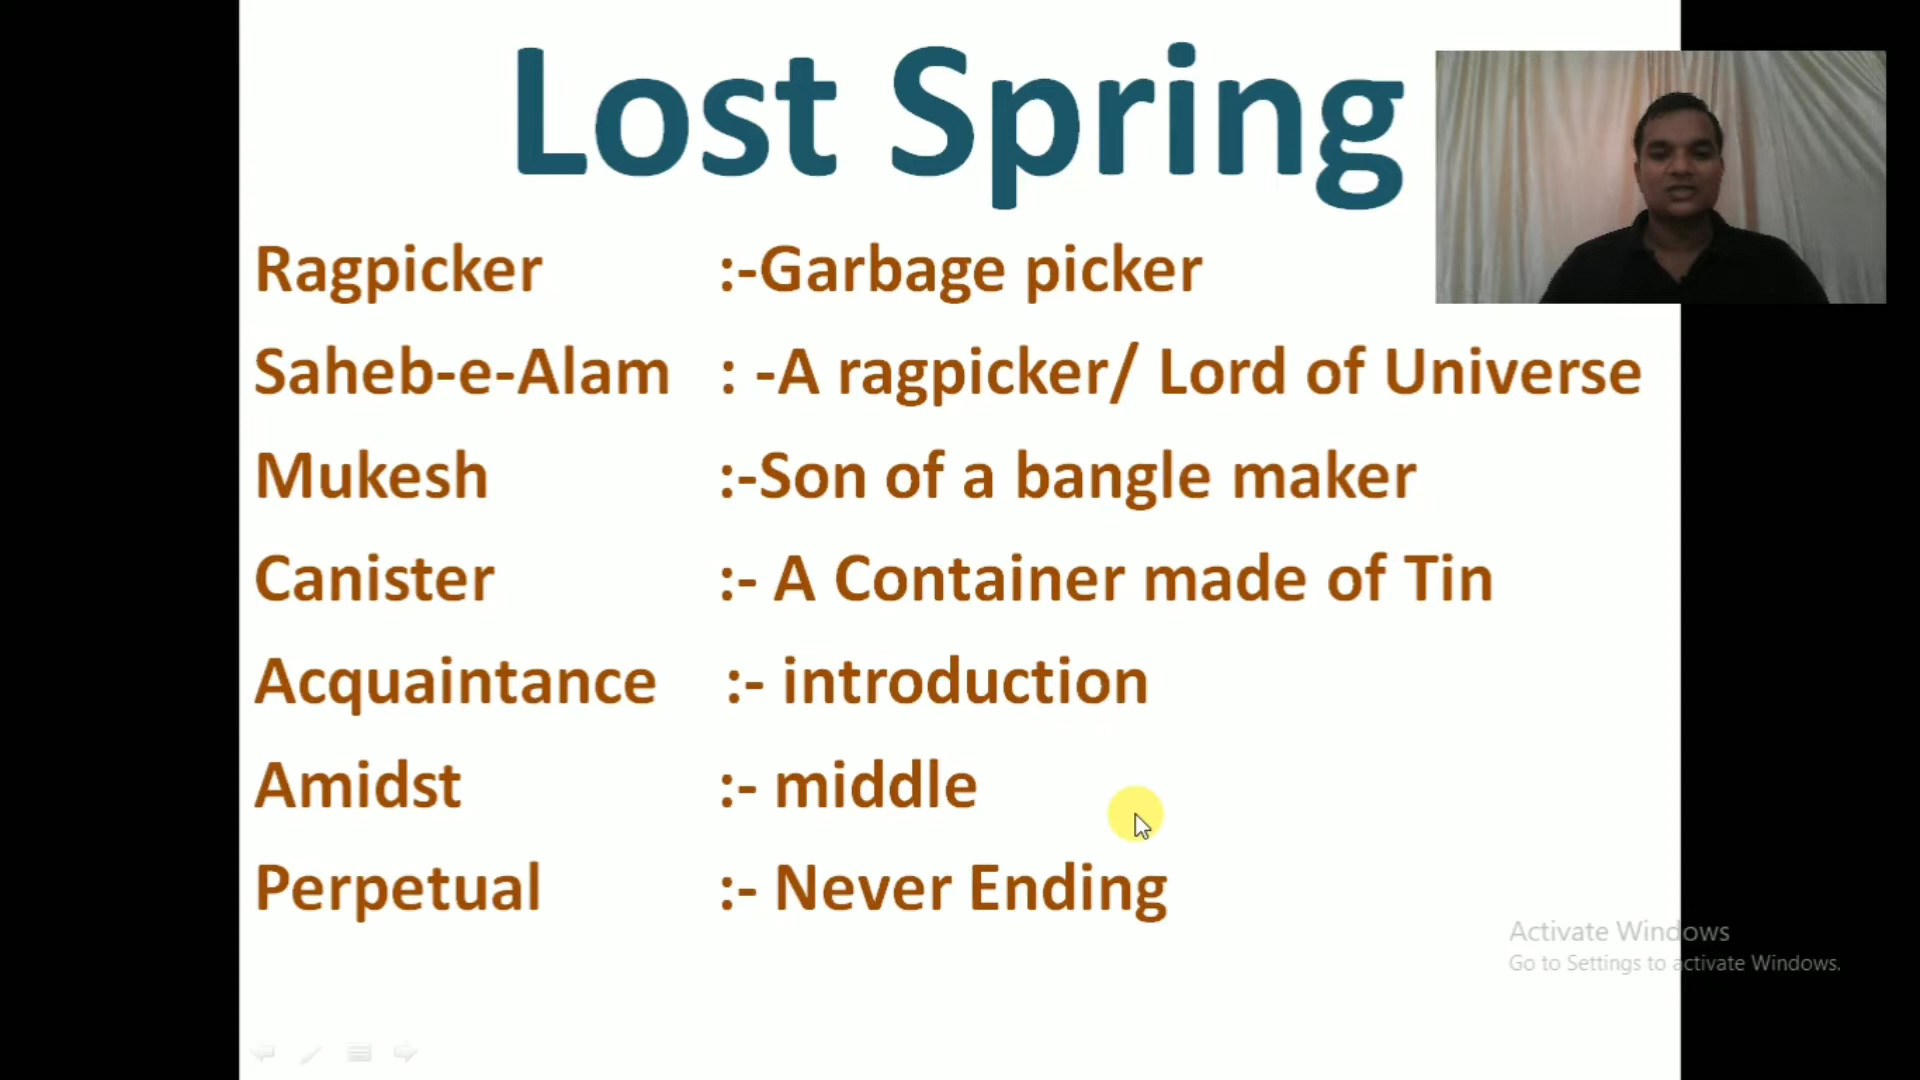 Lost Spring
Ragpicker :-Garbage picker
Saheb-e-Alam : -A ragpicker/ Lord of Universe
Mukesh :-Son of a bangle maker
Canister :- A Container made of Tin
Acquaintance :- introduction
Amidst :- middle
Perpetual :- Never Ending
Activate Windows
Go to Settings to activate Windows.